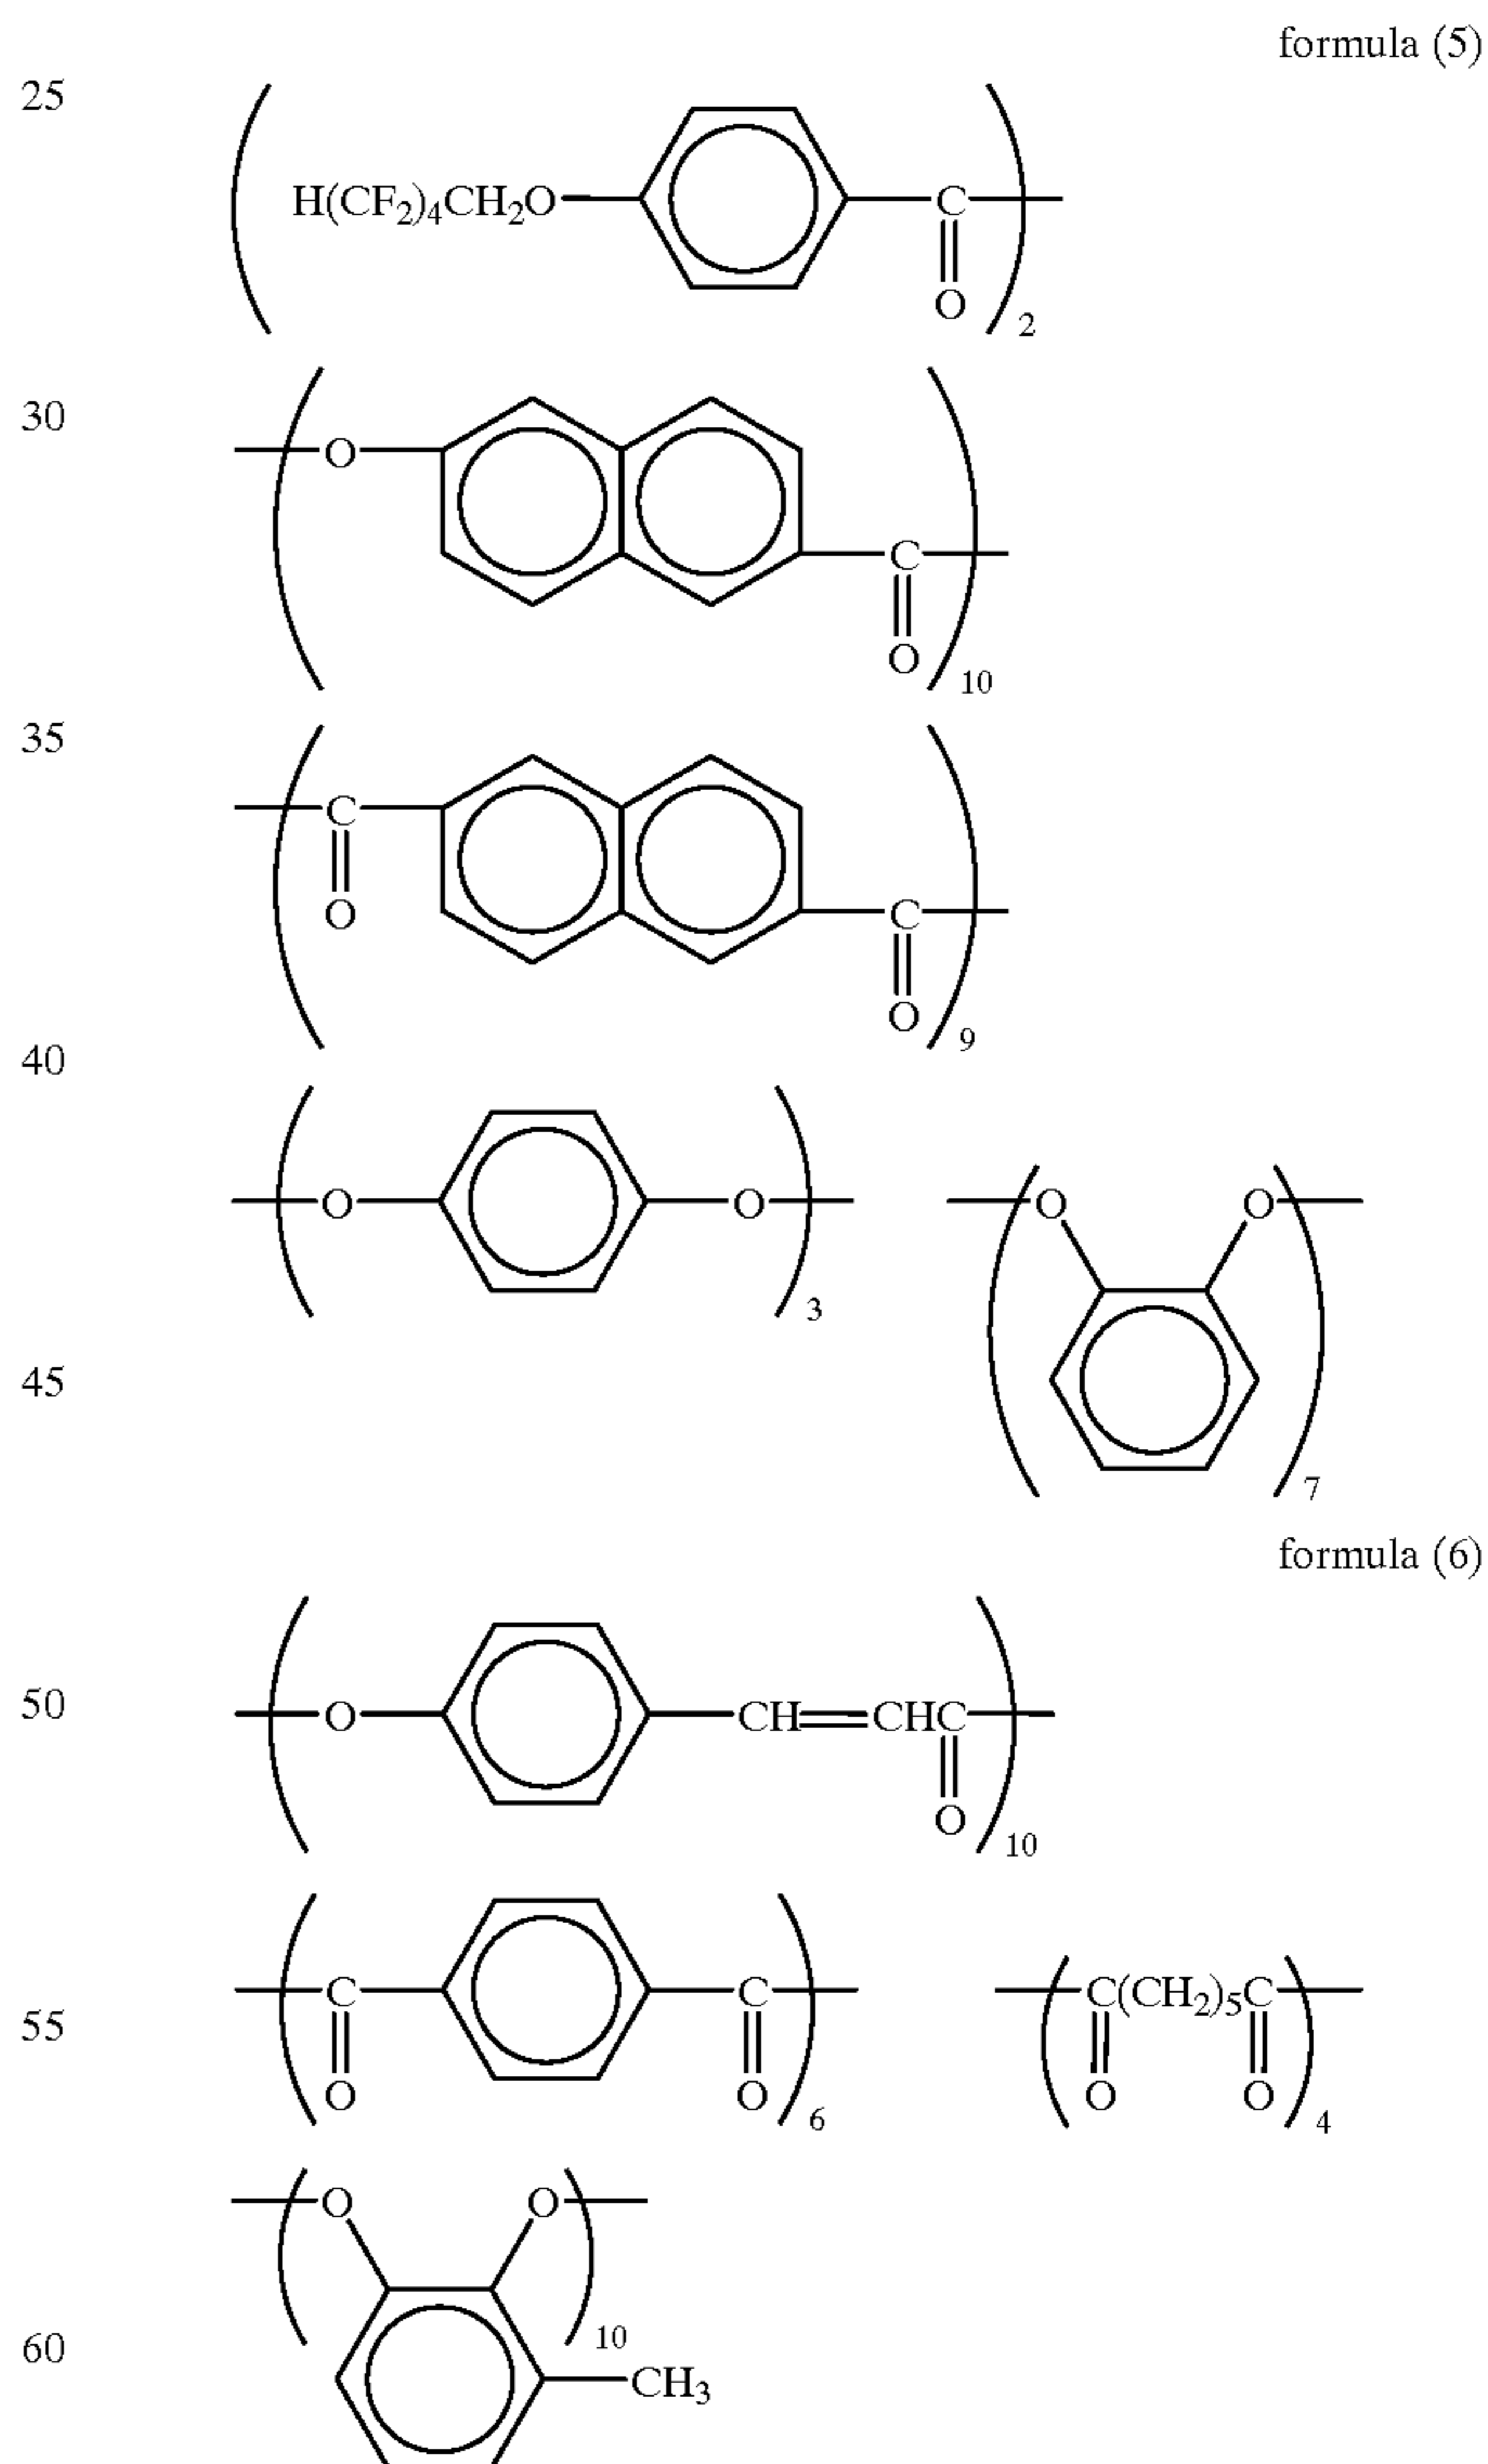 formula (5)
25
H(CF2)4CH2O C
O 2
30
O
C
O 10
35
C
O C
O 9
40
O O 3 O O
45
7
formula (6)
50
O CH CHC
O 10
C C C(CH2)5C
55
O O 6 O O 4
O O 10
60
CH3